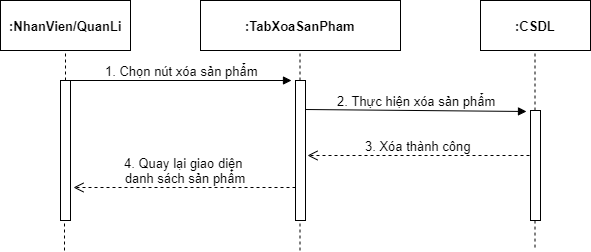 :NhanVien/QuanLi
:TabXoaSanPham
:CSDL
1. Chọn nút xóa sản phẩm
2. Thực hiện xóa sản phẩm
3. Xóa thành công
4. Quay lại giao diện
danh sách sản phẩm